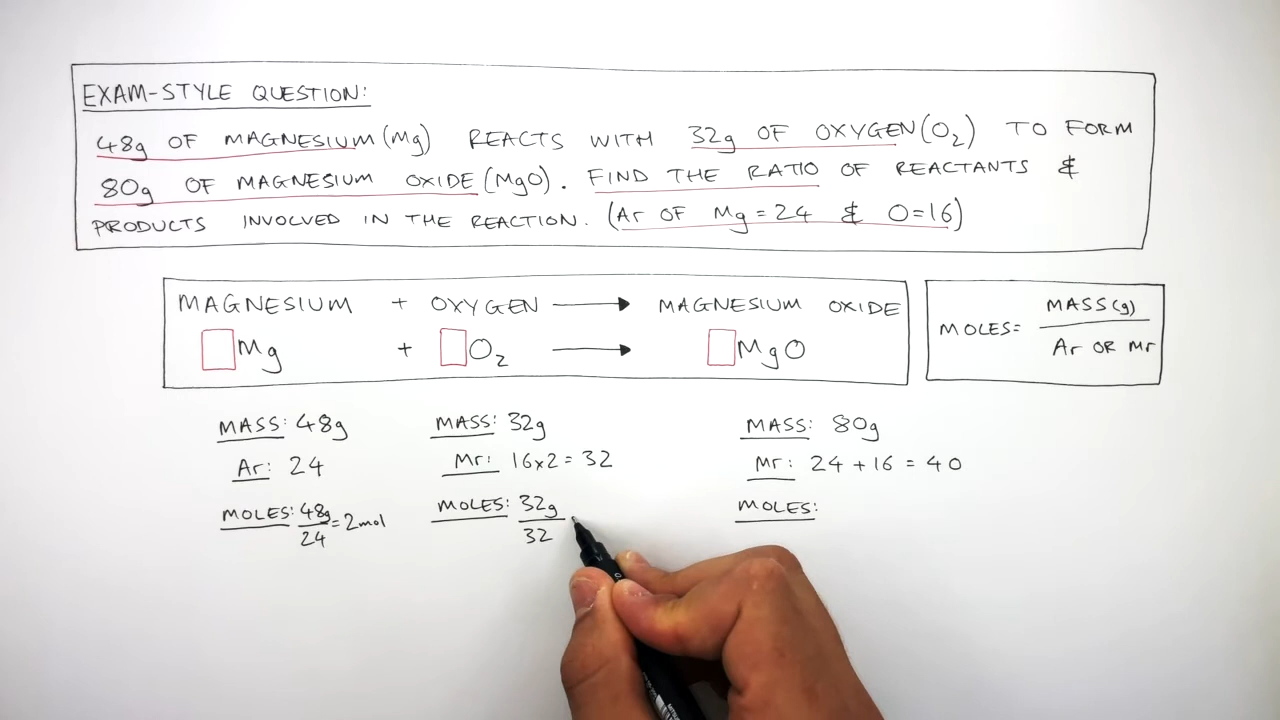 EXAM-STYLE QUESTION:
48g OF MAGNESIUM (Mg) REACTS WITH 32g OF OXYGEN (O₂) TO FORM
80g OF MAGNESIUM OXIDE (MgO). FIND THE RATIO OF REACTANTS &
PRODUCTS INVOLVED IN THE REACTION. (Ar OF Mg = 24 & O = 16)
MAGNESIUM + OXYGEN → MAGNESIUM OXIDE
□Mg + □O₂ → □MgO
MOLES = MASS(g)
Ar OR Mr
MASS: 48g MASS: 32g MASS: 80g
Ar: 24 Mr: 16x2 = 32 Mr: 24 + 16 = 40
MOLES: 48g = 2mol MOLES: 32g MOLES:
24 32